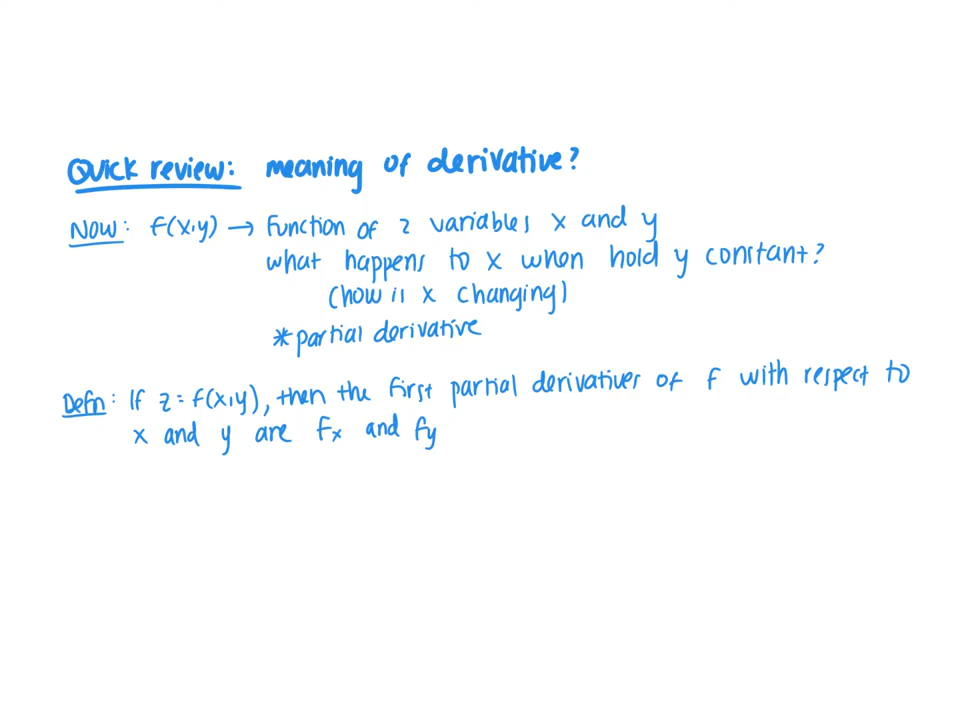 Quick review: meaning of derivative?
Now: f(x,y) → Function of 2 variables x and y
what happens to x when hold y constant?
(how is x changing)
*partial derivative
Defn: If z = f(x,y), then the first partial derivatives of f with respect to
x and y are fx and fy